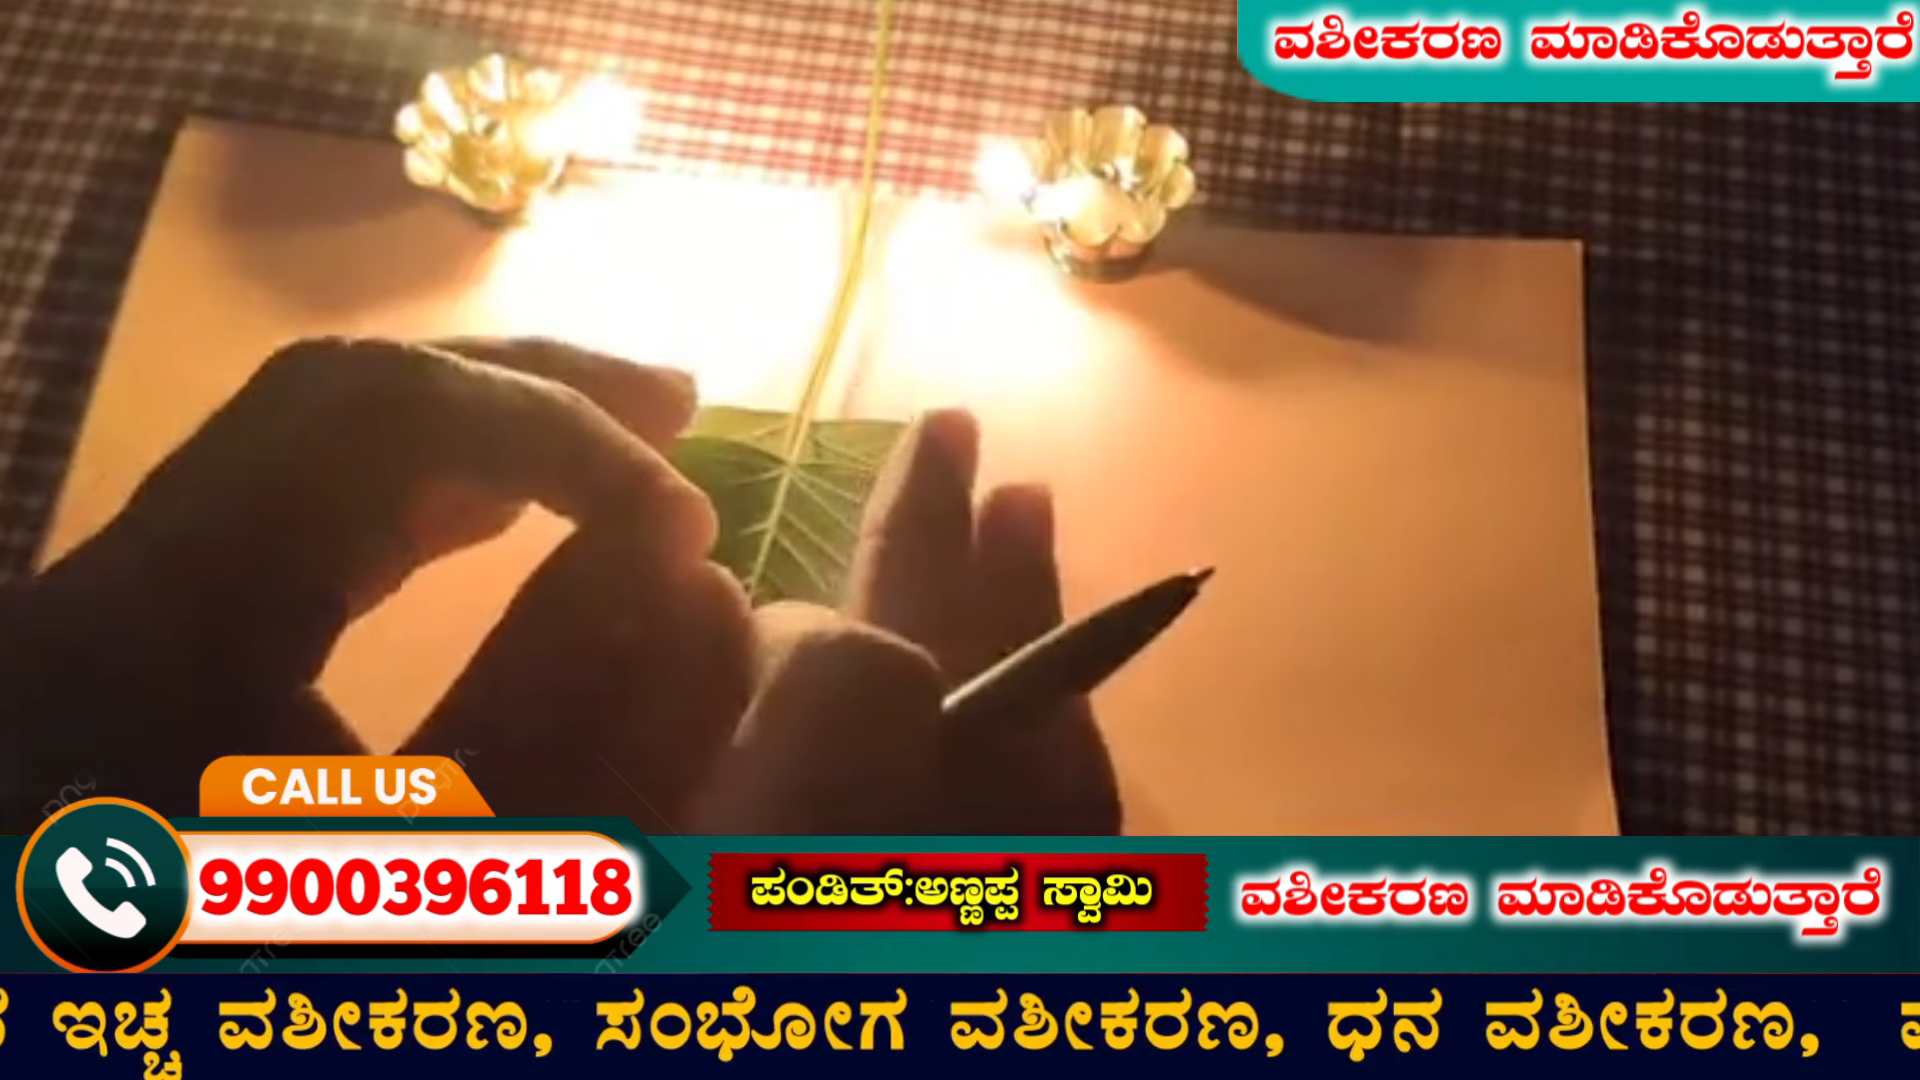 ವಶೀಕರಣ ಮಾಡಿಕೊಡುತ್ತಾರೆ
CALL US
9900396118
ಪಂಡಿತ್:ಅಣ್ಣಪ್ಪ ಸ್ವಾಮಿ
ವಶೀಕರಣ ಮಾಡಿಕೊಡುತ್ತಾರೆ
ಇಚ್ಚ ವಶೀಕರಣ, ಸಂಭೋಗ ವಶೀಕರಣ, ಧನ ವಶೀಕರಣ,